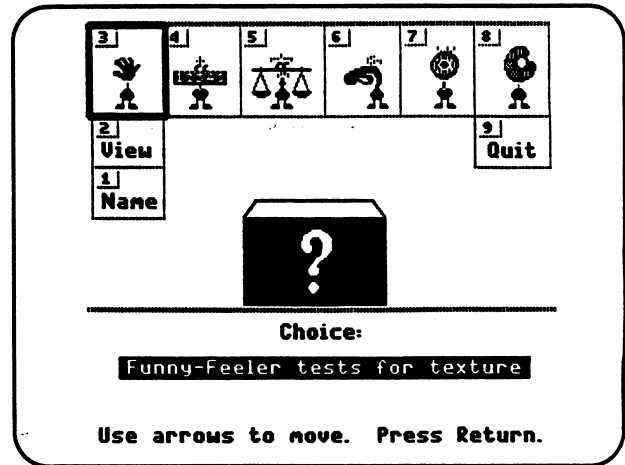 3 4 5 6 7 8
2 9
View Quit
1
Name
?
Choice:
Funny-Feeler tests for texture
Use arrows to move. Press Return.